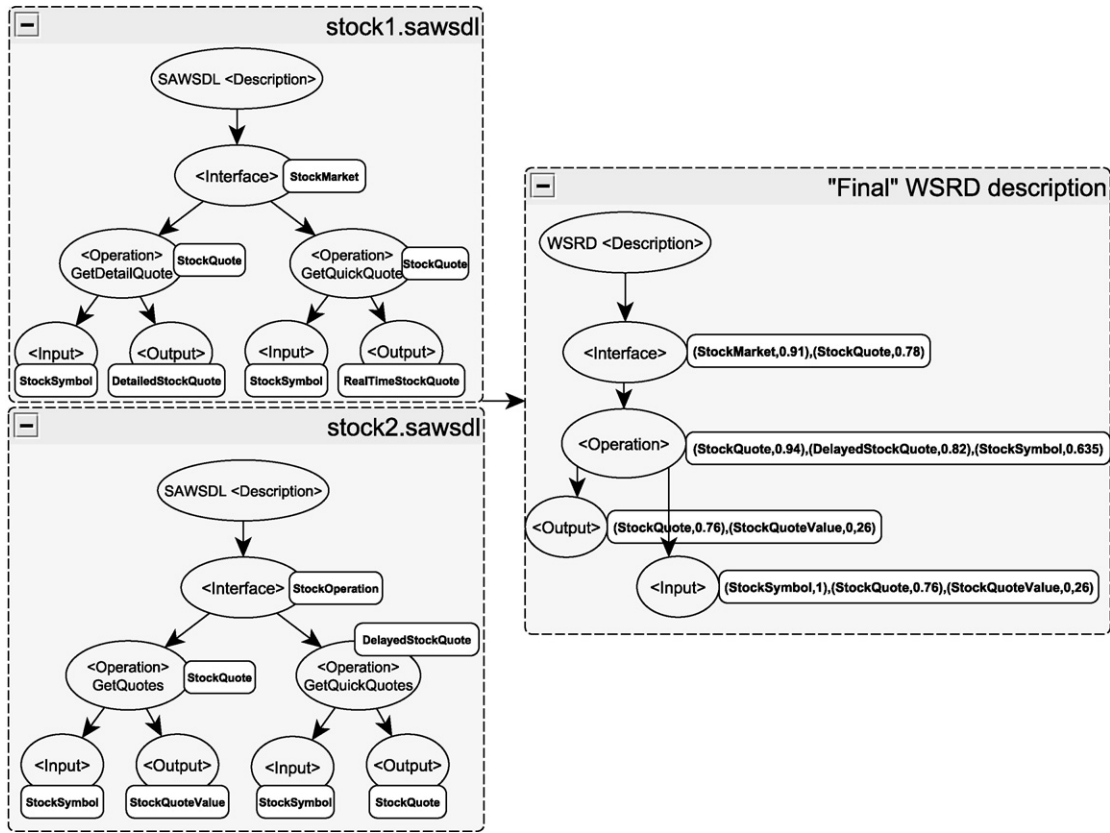 stock1.sawsdl
SAWSDL <Description>
<Interface>
StockMarket
<Operation>
GetDetailQuote
StockQuote
<Operation>
GetQuickQuote
StockQuote
<Input>
StockSymbol
<Output>
DetailedStockQuote
<Input>
StockSymbol
<Output>
RealTimeStockQuote
stock2.sawsdl
SAWSDL <Description>
<Interface>
StockOperation
<Operation>
GetQuotes
StockQuote
DelayedStockQuote
<Operation>
GetQuickQuotes
<Input>
StockSymbol
<Output>
StockQuoteValue
<Input>
StockSymbol
<Output>
StockQuote
"Final" WSRD description
WSRD <Description>
<Interface>
(StockMarket,0.91),(StockQuote,0.78)
<Operation>
(StockQuote,0.94),(DelayedStockQuote,0.82),(StockSymbol,0.635)
<Output>
(StockQuote,0.76),(StockQuoteValue,0,26)
<Input>
(StockSymbol,1),(StockQuote,0.76),(StockQuoteValue,0,26)